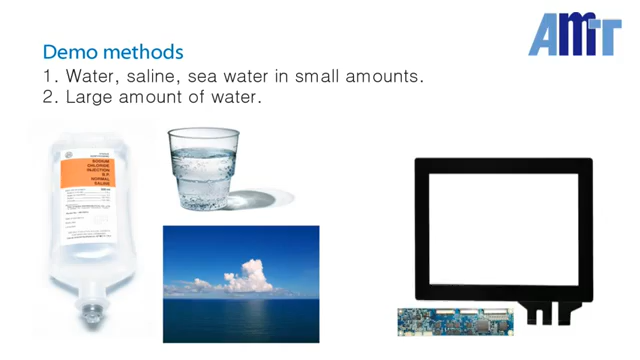 AMT
Demo methods
1. Water, saline, sea water in small amounts.
2. Large amount of water.
SODIUM
CHLORIDE
INJECTION
B.P.
NORMAL
SALINE